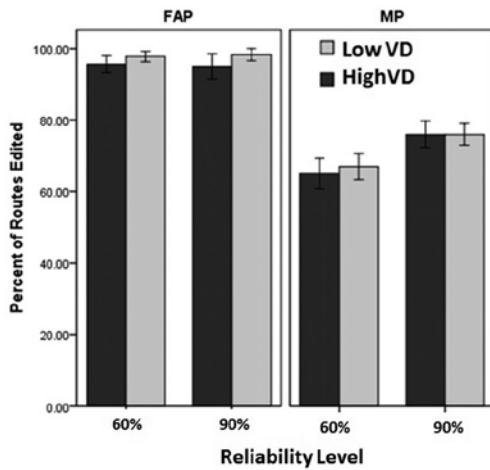 FAP MP
100.00
80.00
60.00
40.00
20.00
0.00
Percent of Routes Edited
Low VD
HighVD
60% 90% 60% 90%
Reliability Level